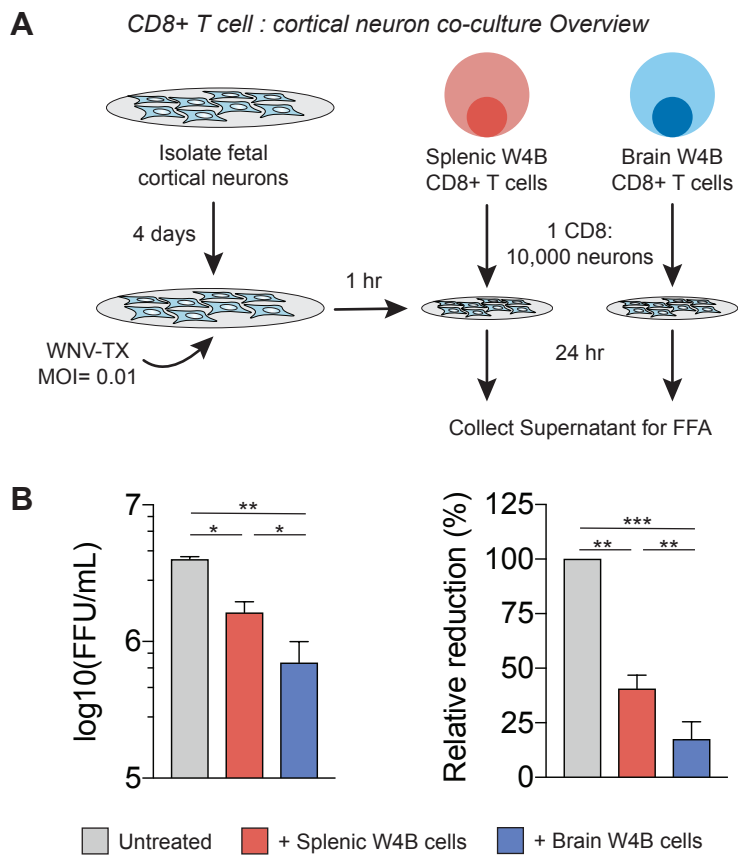 A
CD8+ T cell : cortical neuron co-culture Overview
Isolate fetal
cortical neurons
Splenic W4B
CD8+ T cells
Brain W4B
CD8+ T cells
4 days
1 CD8:
10,000 neurons
1 hr
WNV-TX
MOI= 0.01
24 hr
Collect Supernatant for FFA
B
log10(FFU/mL)
7
6
5
**
*
*
Relative reduction (%)
125
100
75
50
25
0
***
**
**
Untreated
+ Splenic W4B cells
+ Brain W4B cells